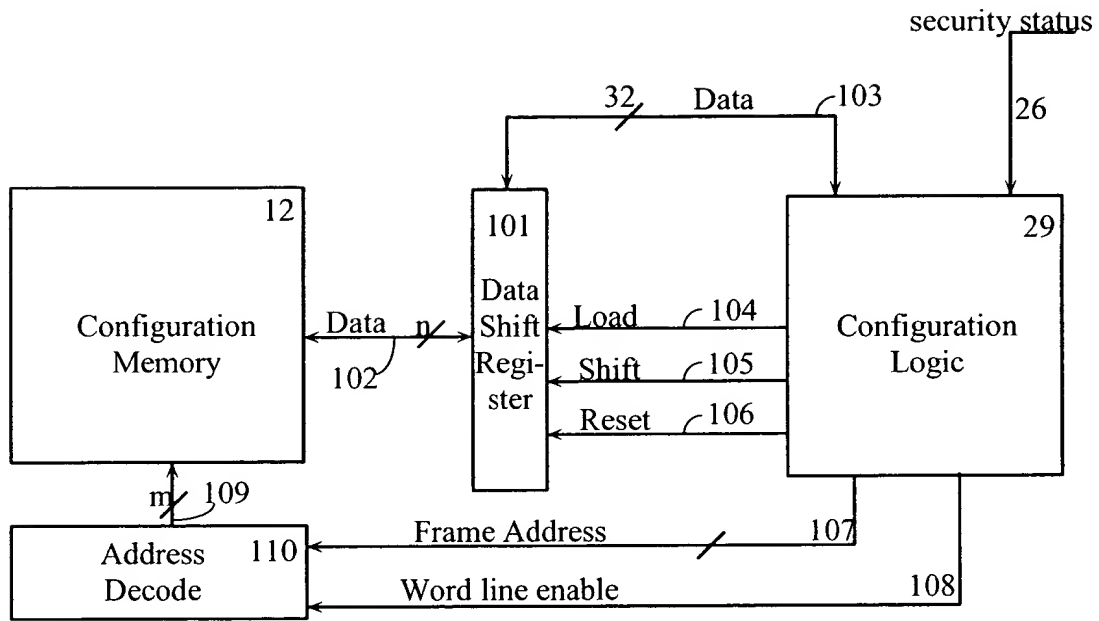 security status
32
Data
103
26
12
101
29
Data
Shift
Regi-
ster
Configuration
Memory
Data
n
102
Load
104
Shift
105
Reset
106
Configuration
Logic
m
109
Address
Decode
110
Frame Address
107
Word line enable
108